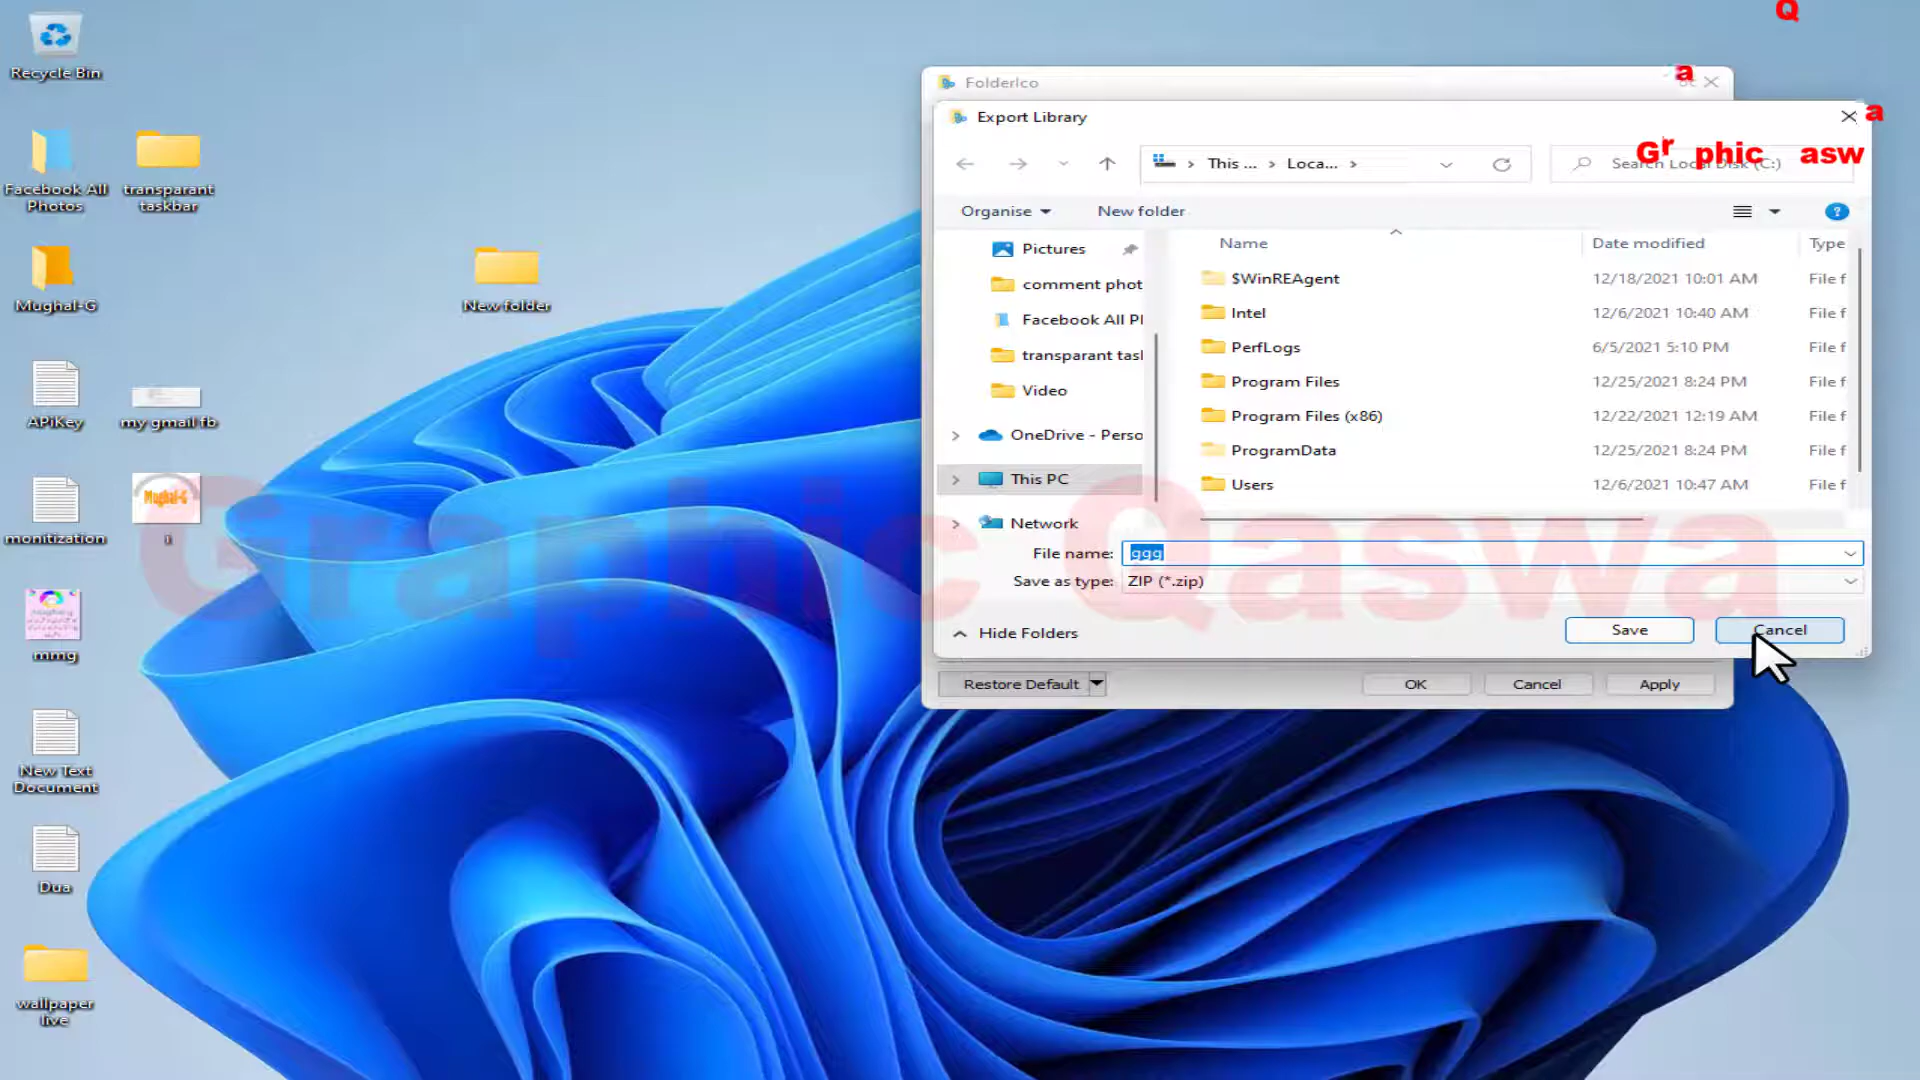 Recycle Bin
Facebook All
Photos
transparant
taskbar
Mughal-G
New folder
APiKey
my gmail fb
monitization
Mughal-G
i
mmg
New Text
Document
Dua
wallpaper
live
FolderIco
Export Library
This ...
Loca...
Search Local Disk (C:)
Organise
New folder
Name
Date modified
Type
Pictures
comment phot
Facebook All Pl
transparant tasl
Video
OneDrive - Perso
This PC
Network
$WinREAgent 12/18/2021 10:01 AM File f
Intel 12/6/2021 10:40 AM File f
PerfLogs 6/5/2021 5:10 PM File f
Program Files 12/25/2021 8:24 PM File f
Program Files (x86) 12/22/2021 12:19 AM File f
ProgramData 12/25/2021 8:24 PM File f
Users 12/6/2021 10:47 AM File f
File name: ggg
Save as type: ZIP (*.zip)
Hide Folders
Save
Cancel
Restore Default
OK
Cancel
Apply
Graphic Qaswa
Q
a
a
Gr phic asw